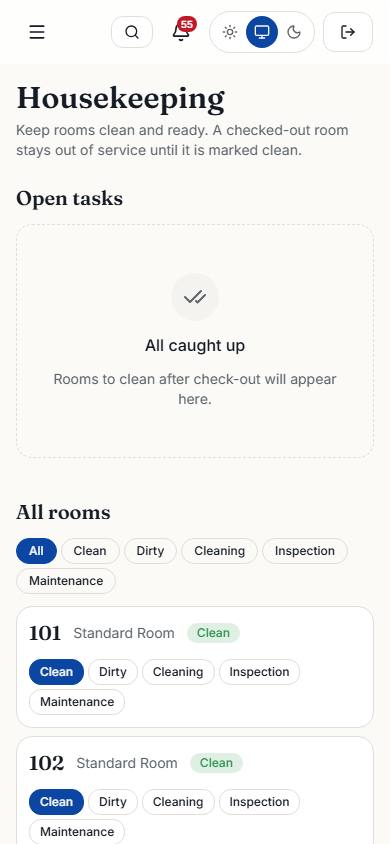 55
Housekeeping
Keep rooms clean and ready. A checked-out room
stays out of service until it is marked clean.
Open tasks
All caught up
Rooms to clean after check-out will appear
here.
All rooms
All Clean Dirty Cleaning Inspection
Maintenance
101 Standard Room Clean
Clean Dirty Cleaning Inspection
Maintenance
102 Standard Room Clean
Clean Dirty Cleaning Inspection
Maintenance